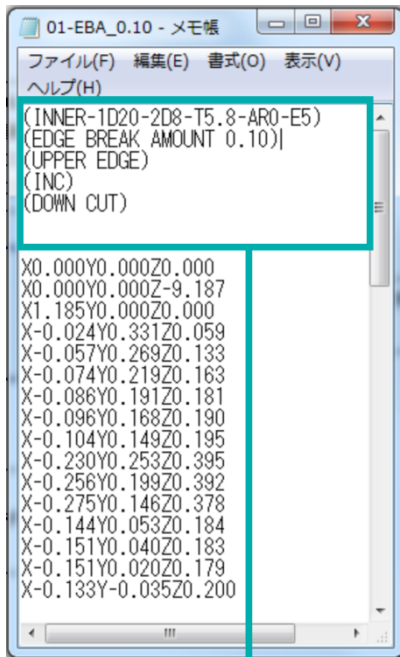 01-EBA_0.10 - メモ帳
ファイル(F) 編集(E) 書式(O) 表示(V)
ヘルプ(H)
(INNER-1D20-2D8-T5.8-AR0-E5)
(EDGE BREAK AMOUNT 0.10)
(UPPER EDGE)
(INC)
(DOWN CUT)
X0.000Y0.000Z0.000
X0.000Y0.000Z-9.187
X1.185Y0.000Z0.000
X-0.024Y0.331Z0.059
X-0.057Y0.269Z0.133
X-0.074Y0.219Z0.163
X-0.086Y0.191Z0.181
X-0.096Y0.168Z0.190
X-0.104Y0.149Z0.195
X-0.230Y0.253Z0.395
X-0.256Y0.199Z0.392
X-0.275Y0.146Z0.378
X-0.144Y0.053Z0.184
X-0.151Y0.040Z0.183
X-0.151Y0.020Z0.179
X-0.133Y-0.035Z0.200